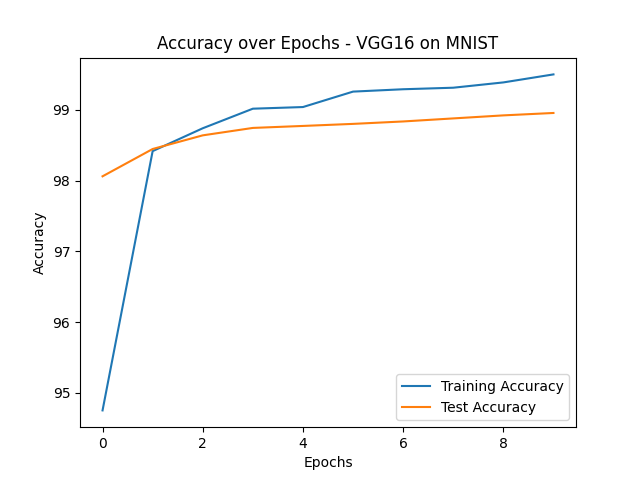 Accuracy over Epochs - VGG16 on MNIST
99
98
97
96
95
Accuracy
Training Accuracy
Test Accuracy
0 2 4 6 8
Epochs